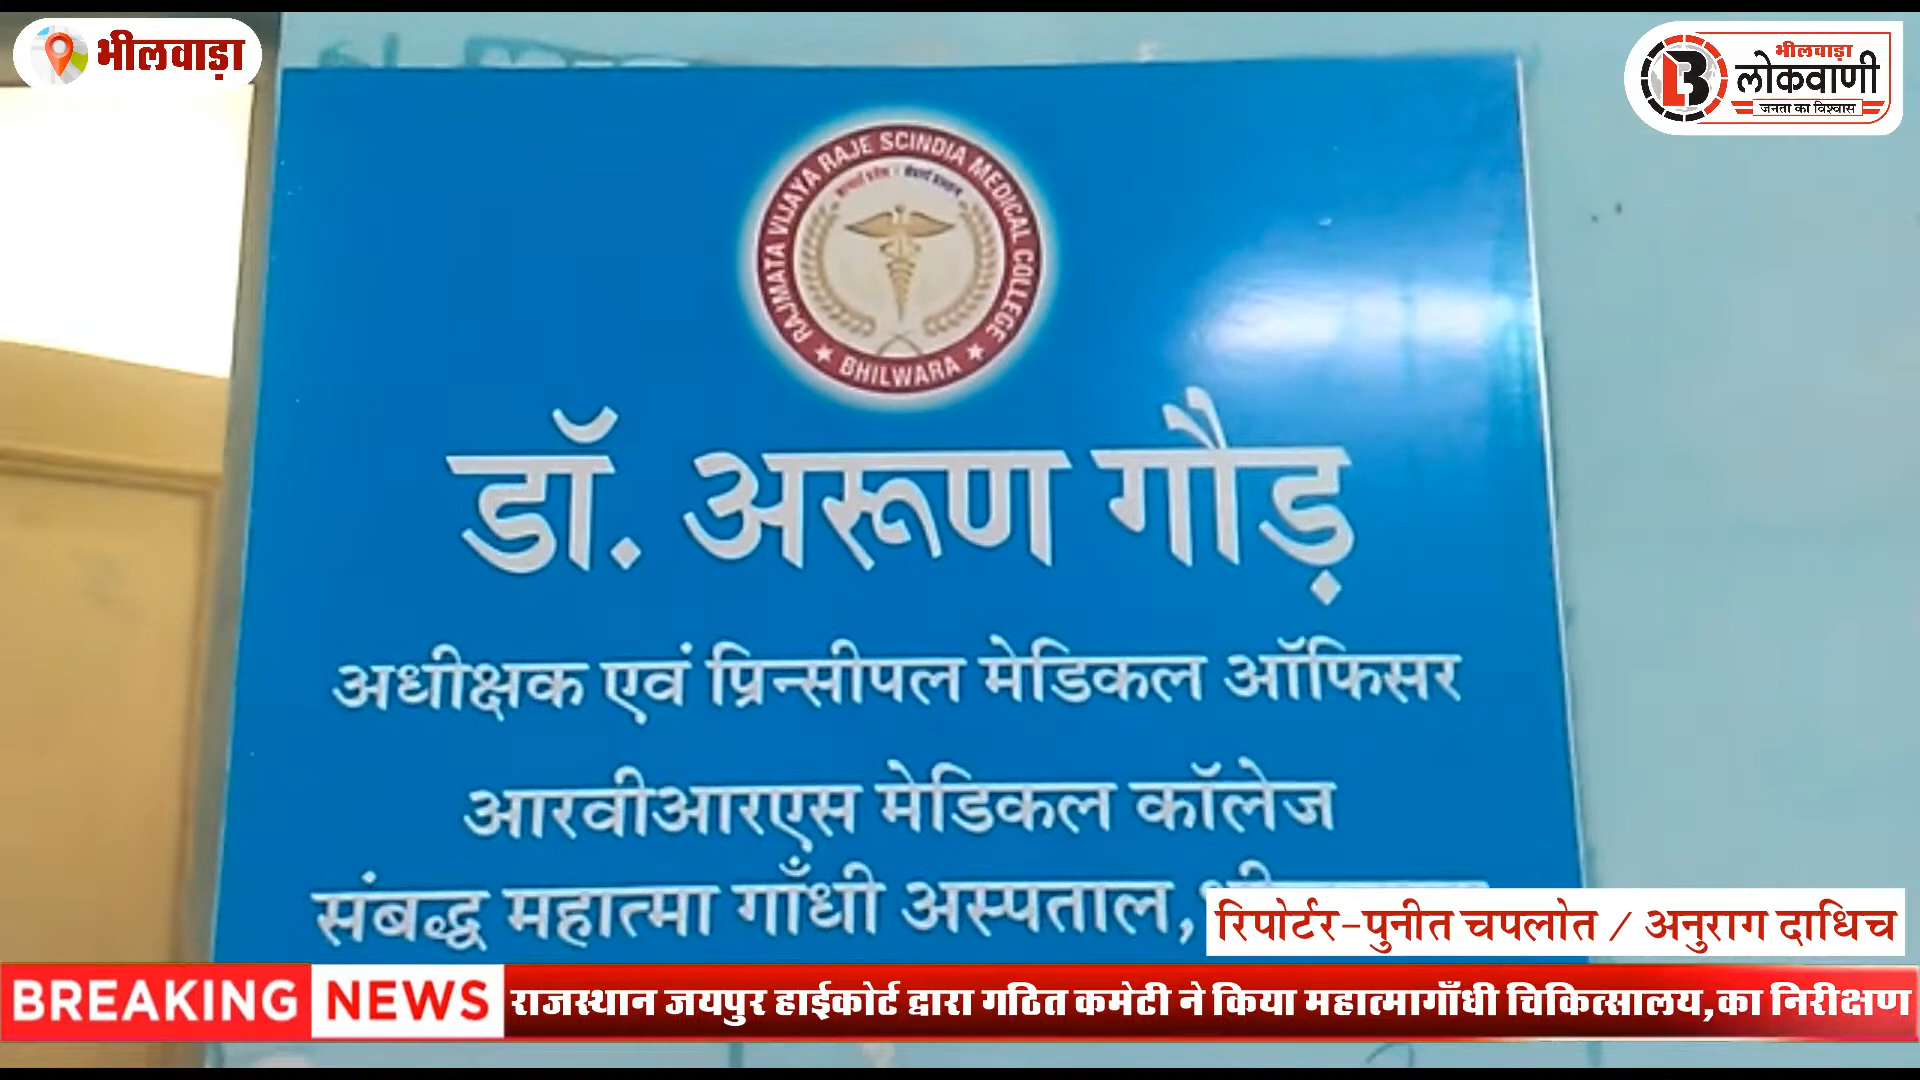 भीलवाड़ा
भीलवाड़ा
लोकवाणी
जनता का विश्वास
RAJMATA VIJAYA RAJE SCINDIA MEDICAL COLLEGE
BHILWARA
डॉ. अरूण गौड़
अधीक्षक एवं प्रिन्सीपल मेडिकल ऑफिसर
आरवीआरएस मेडिकल कॉलेज
संबद्ध महात्मा गाँधी अस्पताल,
रिपोर्टर-पुनीत चपलोत / अनुराग दाधिच
BREAKING NEWS राजस्थान जयपुर हाईकोर्ट द्वारा गठित कमेटी ने किया महात्मागाँधी चिकित्सालय,का निरीक्षण